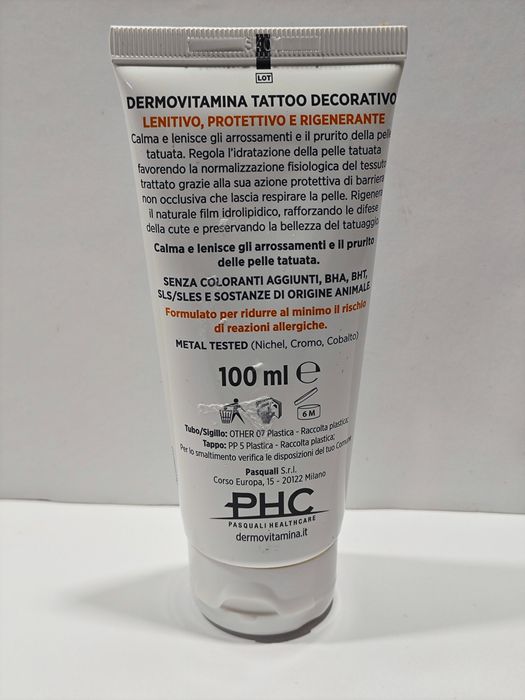 LOT
DERMOVITAMINA TATTOO DECORATIVO
LENITIVO, PROTETTIVO E RIGENERANTE
Calma e lenisce gli arrossamenti e il prurito della pelle
tatuata. Regola l'idratazione della pelle tatuata
favorendo la normalizzazione fisiologica del tessuto
trattato grazie alla sua azione protettiva di barriera
non occlusiva che lascia respirare la pelle. Rigenera
il naturale film idrolipidico, rafforzando le difese
della cute e preservando la bellezza del tatuaggio.
Calma e lenisce gli arrossamenti e il prurito
delle pelle tatuata.
SENZA COLORANTI AGGIUNTI, BHA, BHT,
SLS/SLES E SOSTANZE DI ORIGINE ANIMALE.
Formulato per ridurre al minimo il rischio
di reazioni allergiche.
METAL TESTED (Nichel, Cromo, Cobalto)
100 ml ℮
6 M
Tubo/Sigillo: OTHER 07 Plastica - Raccolta plastica;
Tappo: PP 5 Plastica - Raccolta plastica;
Per lo smaltimento verifica le disposizioni del tuo Comune
Pasquali S.r.l.
Corso Europa, 15 - 20122 Milano
PHC
PASQUALI HEALTHCARE
dermovitamina.it